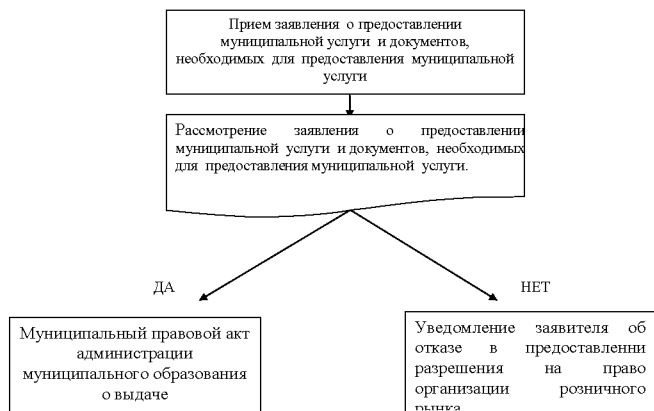 Прием заявления о предоставлении
муниципальной услуги и документов,
необходимых для предоставления муниципальной
услуги
Рассмотрение заявления о предоставлении
муниципальной услуги и документов, необходимых
для предоставления муниципальной услуги.
ДА
НЕТ
Муниципальный правовой акт
администрации
муниципального образования
о выдаче
Уведомление заявителя об
отказе в предоставленни
разрешения на право
организации розничного
рынка